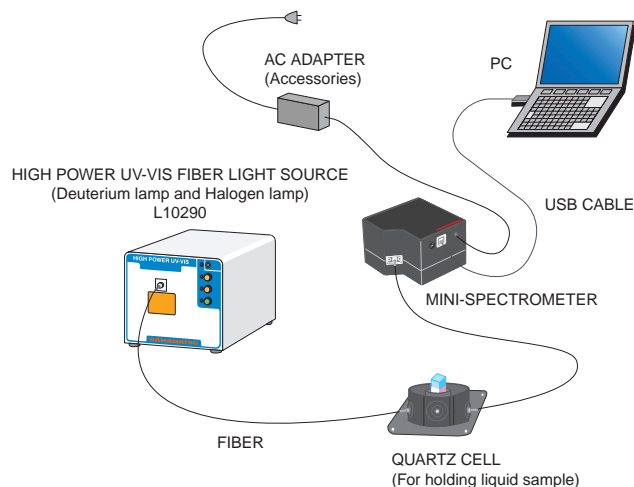 AC ADAPTER
(Accessories)
PC
HIGH POWER UV-VIS FIBER LIGHT SOURCE
(Deuterium lamp and Halogen lamp)
L10290
USB CABLE
HIGH POWER UV-VIS
MINI-SPECTROMETER
FIBER
QUARTZ CELL
(For holding liquid sample)